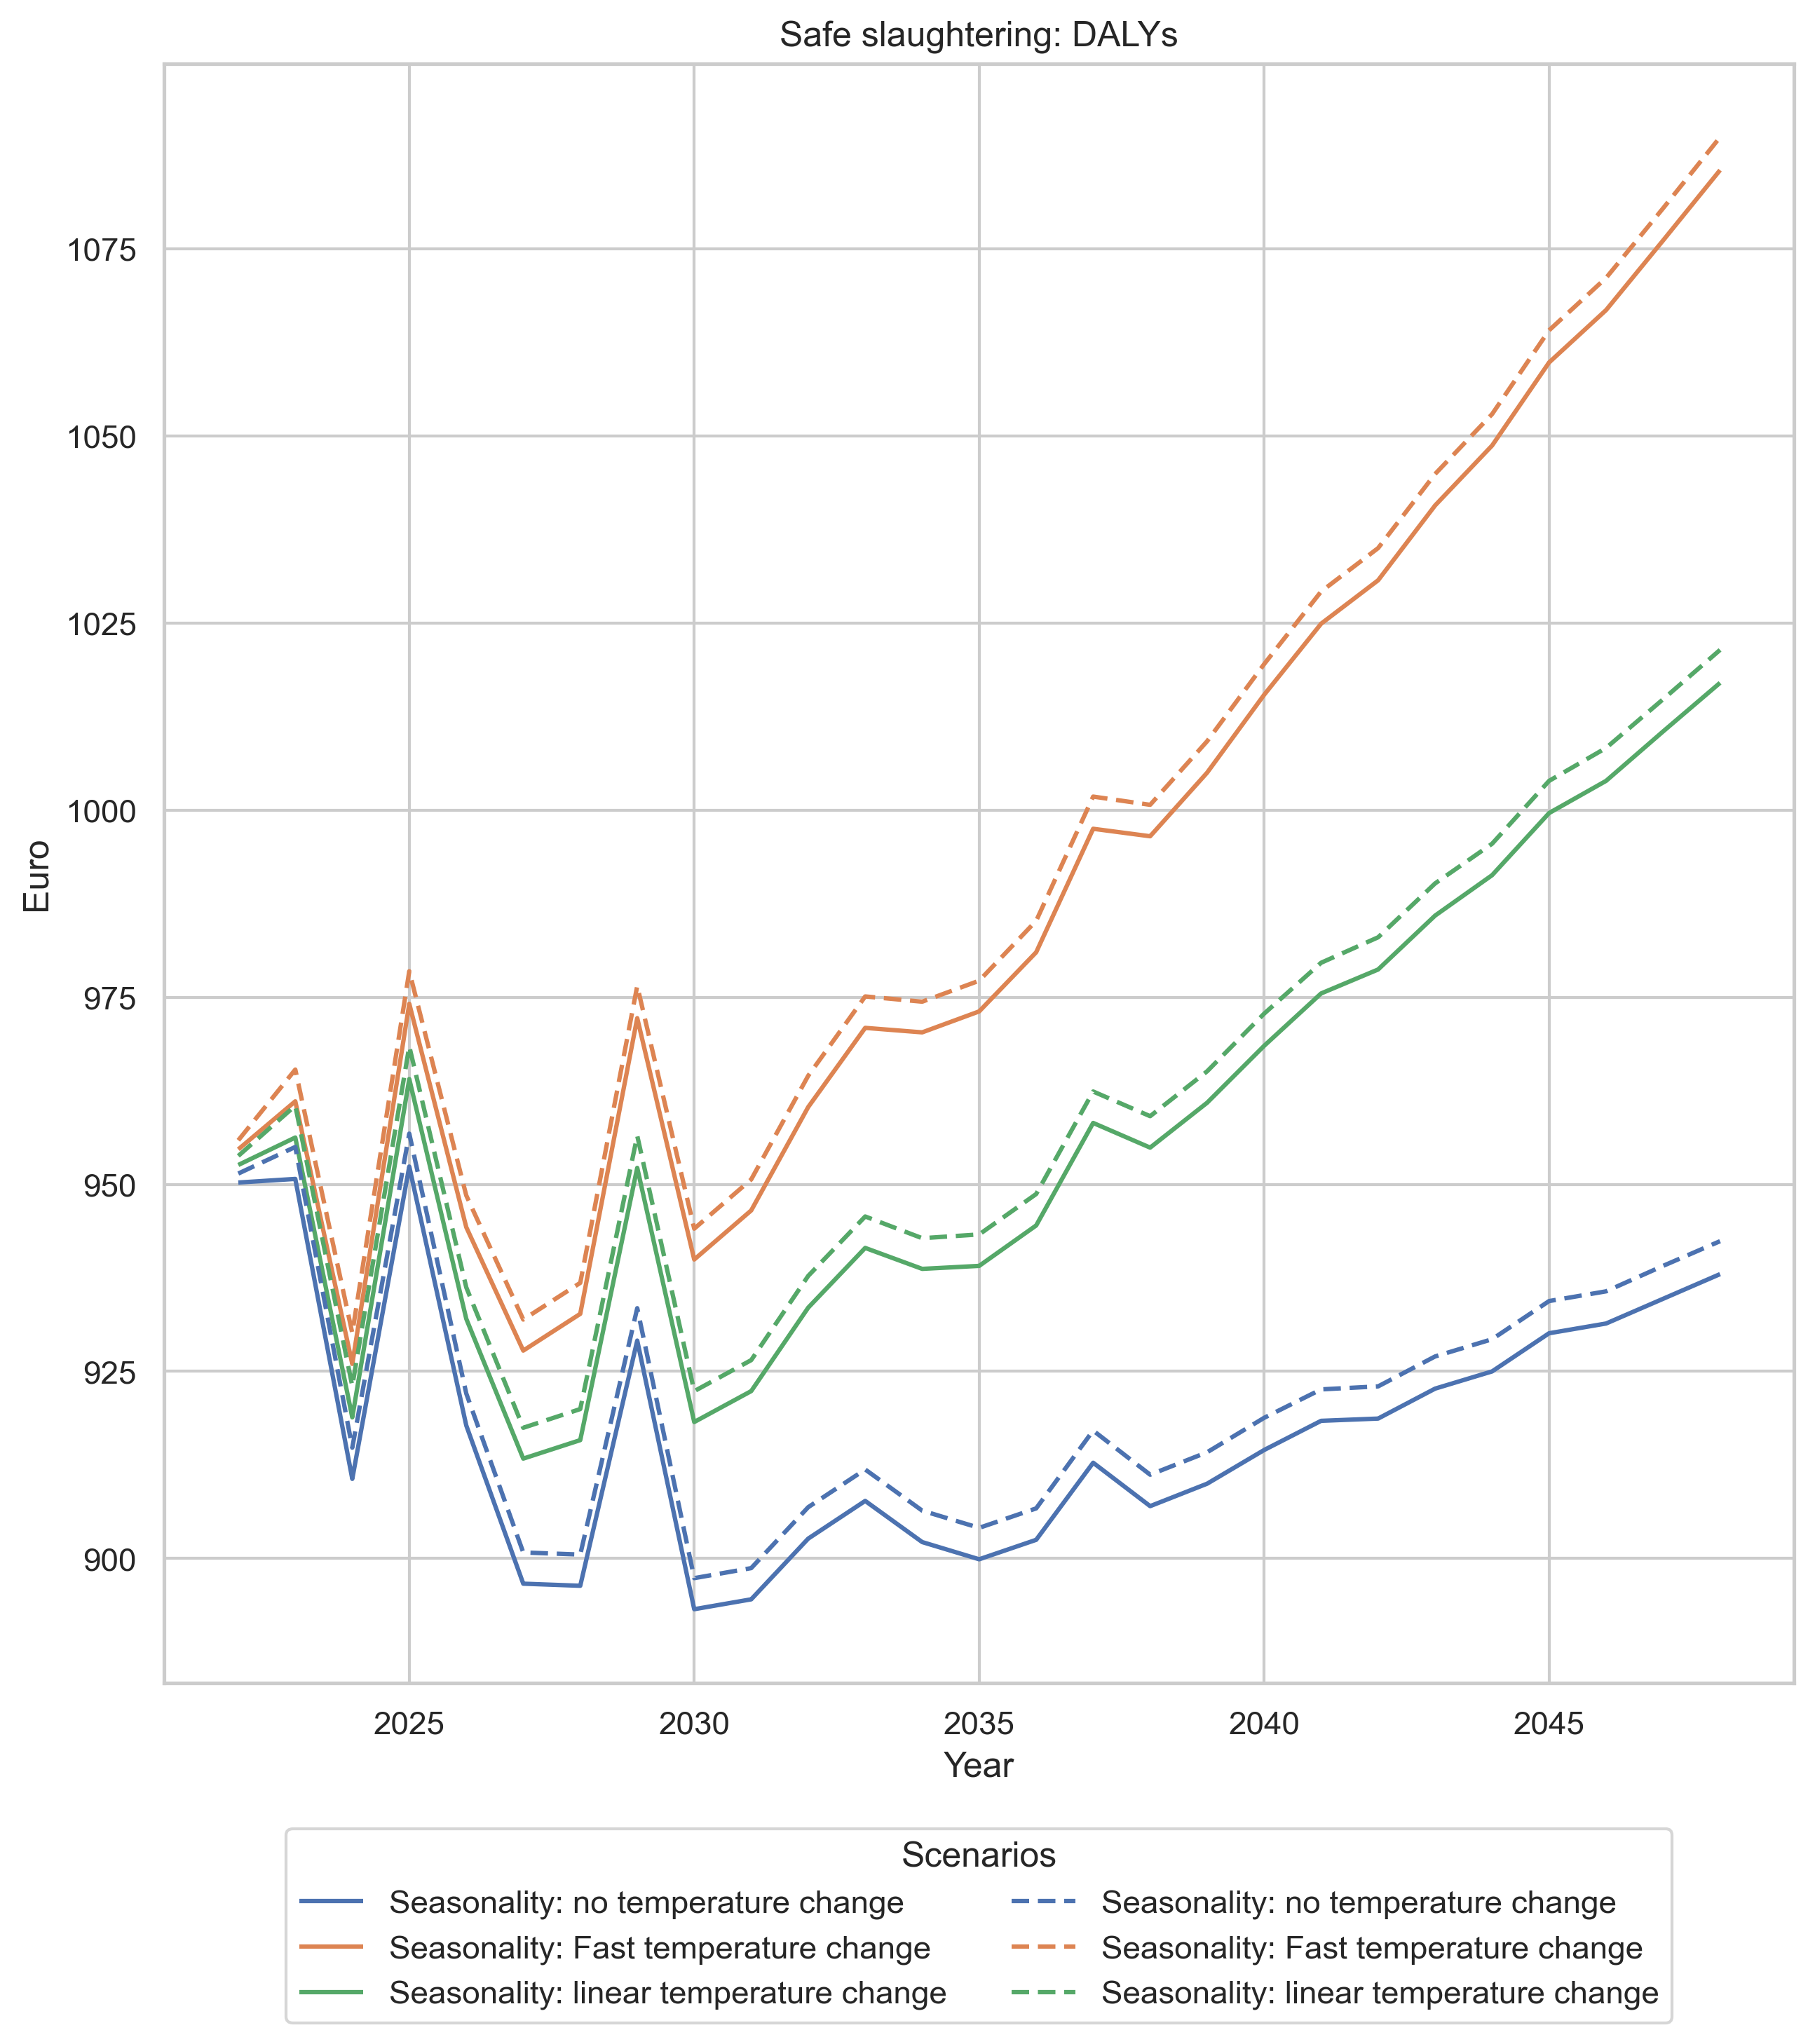 Safe slaughtering: DALYs
1075
1050
1025
1000
975
950
925
900
Euro
2025 2030 2035 2040 2045
Year
Scenarios
Seasonality: no temperature change Seasonality: no temperature change
Seasonality: Fast temperature change Seasonality: Fast temperature change
Seasonality: linear temperature change Seasonality: linear temperature change